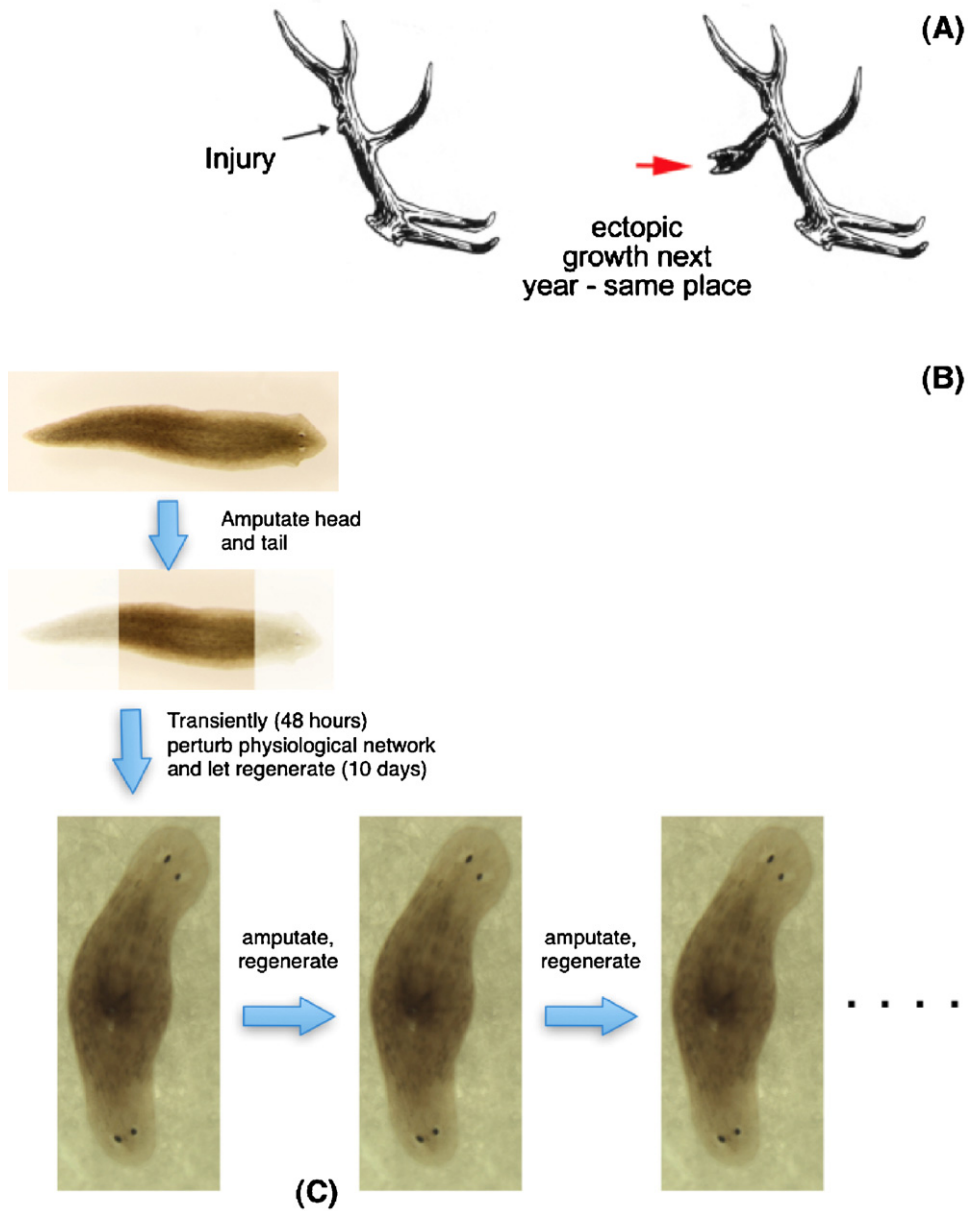 (A)
Injury
ectopic
growth next
year - same place
(B)
Amputate head
and tail
Transiently (48 hours)
perturb physiological network
and let regenerate (10 days)
amputate,
regenerate
amputate,
regenerate
. . . .
(C)